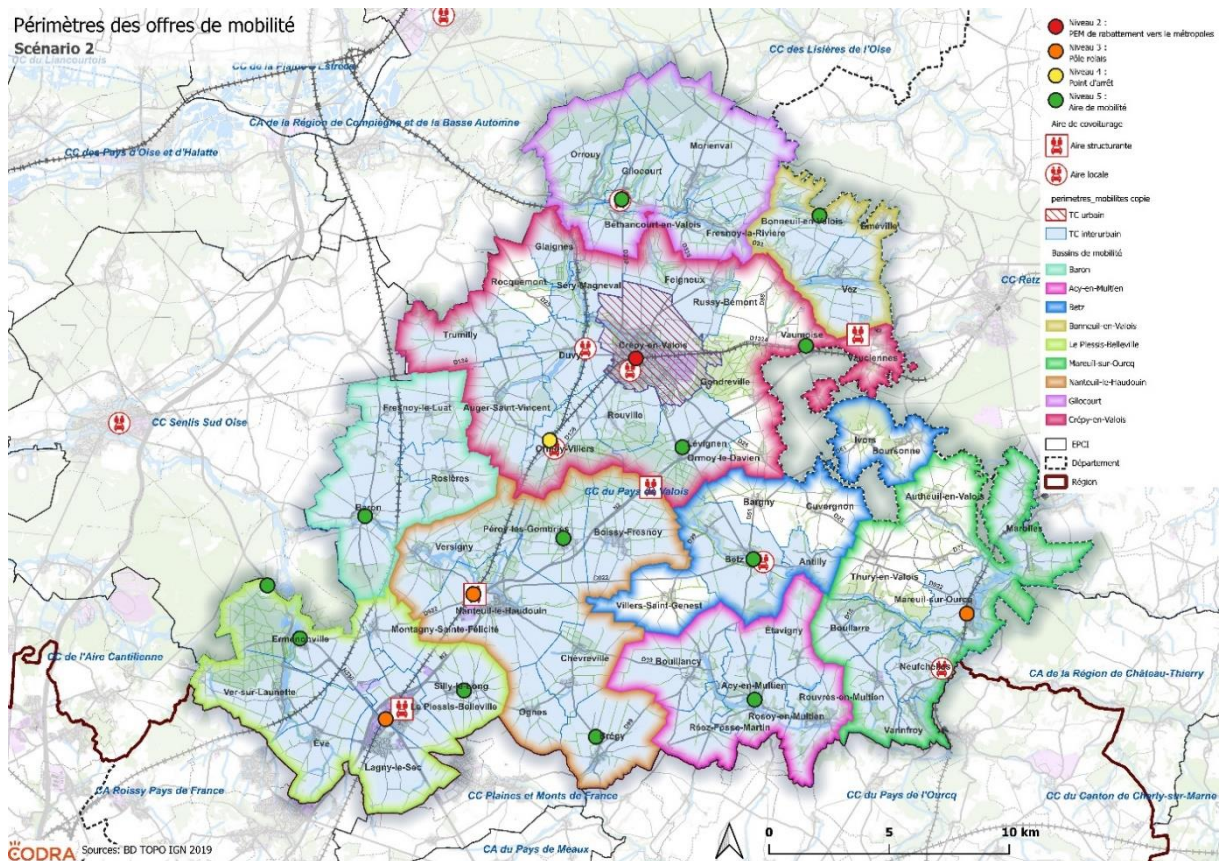 Périmètres des offres de mobilité
Scénario 2
CC du Liancourtois
CC de la Plaine d'Estrées
CC des Lisières de l'Oise
CA de la Région de Compiègne et de la Basse Automne
CC des Pays d'Oise et d'Halatte
Orrouy
Morienval
Gilocourt
Béthancourt-en-Valois
Fresnoy-la-Rivière
Bonneuil-en-Valois
Éméville
Vez
CC Retz
Glaignes
Rocquemont
Séry-Magneval
Feigneux
Russy-Bémont
Trumilly
Duvy
Crépy-en-Valois
Vaumoise
D1324
Vauciennes
Gondreville
Fresnoy-le-Luat
Auger-Saint-Vincent
Rouville
Ormoy-Villers
Lévignen
Ormoy-le-Davien
CC Senlis Sud Oise
Ivors
Boursonne
Rosières
CC du Pays de Valois
Bargny
Cuvergnon
Autheuil-en-Valois
Marolles
Baron
Versigny
Péroy-les-Gombries
Boissy-Fresnoy
Betz
Antilly
Thury-en-Valois
Mareuil-sur-Ourcq
Nanteuil-le-Haudouin
Villers-Saint-Genest
Montagny-Sainte-Félicité
Ermenonville
Étavigny
Boullarre
CC de l'Aire Cantilienne
Chèvreville
Bouillancy
Neufchelles
CA de la Région de Château-Thierry
Ver-sur-Launette
Silly-le-Long
Le Plessis-Belleville
Acy-en-Multien
Rouvres-en-Multien
Rosoy-en-Multien
Ognes
Réez-Fosse-Martin
Varinfroy
Ève
Brégy
Lagny-le-Sec
CA Roissy Pays de France
CC Plaines et Monts de France
CC du Pays de l'Ourcq
CC du Canton de Charly-sur-Marne
CA du Pays de Meaux
0 5 10 km
CODRA Sources: BD TOPO IGN 2019
Niveau 2 :
PEM de rabattement vers le métropoles
Niveau 3 :
Pôle relais
Niveau 4 :
Point d'arrêt
Niveau 5 :
Aire de mobilité
Aire de covoiturage
Aire structurante
Aire locale
perimetres_mobilites copie
TC urbain
TC interurbain
Bassins de mobilité
Baron
Acy-en-Multien
Betz
Bonneuil-en-Valois
Le Plessis-Belleville
Mareuil-sur-Ourcq
Nanteuil-le-Haudouin
Gilocourt
Crépy-en-Valois
EPCI
Département
Région